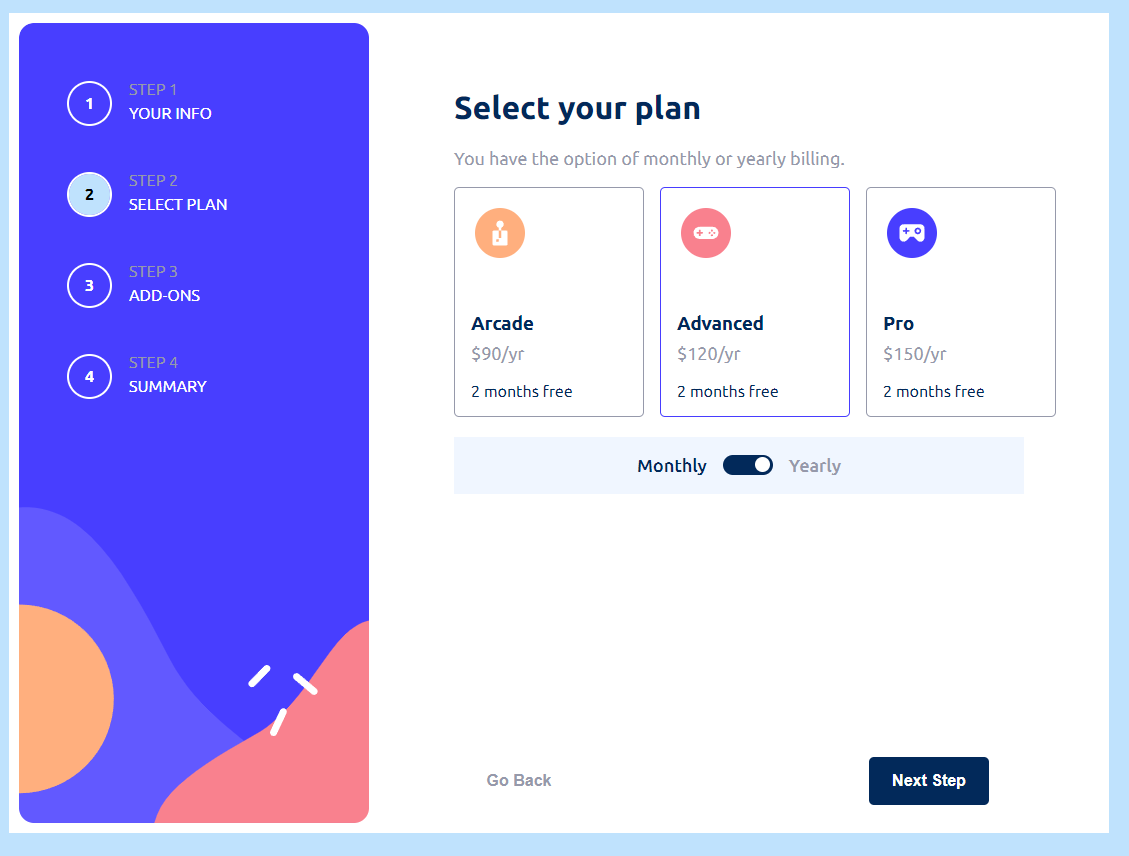 1
STEP 1
YOUR INFO
2
STEP 2
SELECT PLAN
3
STEP 3
ADD-ONS
4
STEP 4
SUMMARY
Select your plan
You have the option of monthly or yearly billing.
Arcade
$90/yr
2 months free
Advanced
$120/yr
2 months free
Pro
$150/yr
2 months free
Monthly Yearly
Go Back
Next Step